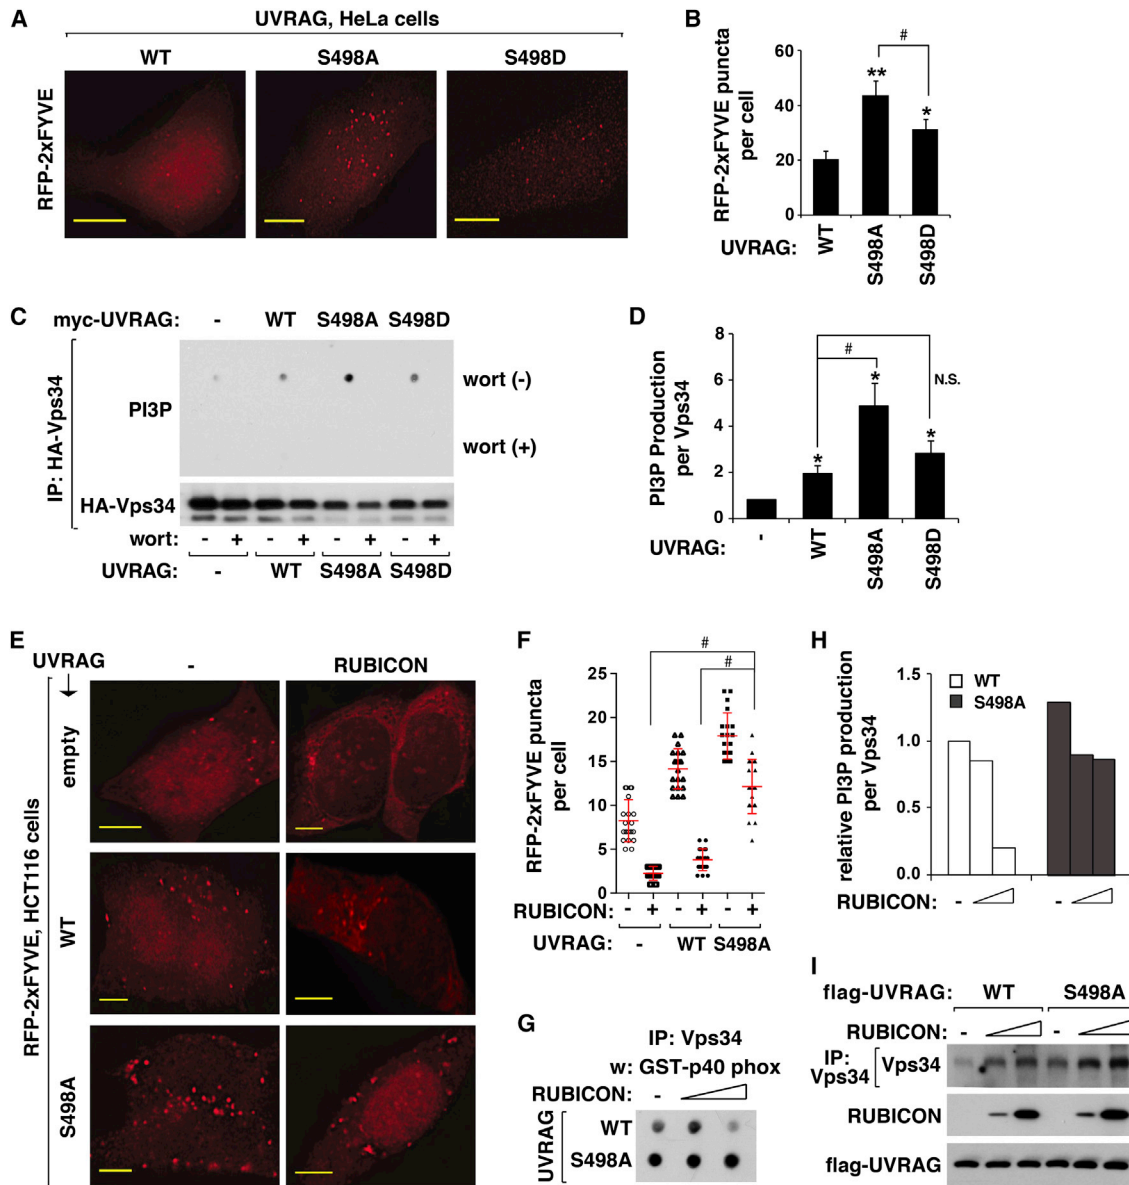 A
UVRAG, HeLa cells
WT S498A S498D
RFP-2xFYVE
B
RFP-2xFYVE puncta
per cell
60
40
20
0
**
*
#
UVRAG: WT S498A S498D
C
myc-UVRAG: - WT S498A S498D
IP: HA-Vps34
PI3P
wort (-)
wort (+)
HA-Vps34
wort: - + - + - + - +
UVRAG: - WT S498A S498D
D
PI3P Production
per Vps34
8
6
4
2
0
#
N.S.
* * *
UVRAG: - WT S498A S498D
E
UVRAG
- RUBICON
RFP-2xFYVE, HCT116 cells
empty
WT
S498A
F
RFP-2xFYVE puncta
per cell
25
20
15
10
5
0
#
#
RUBICON: - + - + - +
UVRAG: - WT S498A
G
IP: Vps34
w: GST-p40 phox
RUBICON: -
UVRAG
WT
S498A
H
relative PI3P production
per Vps34
1.5
1.0
0.5
0.0
WT
S498A
RUBICON: - -
I
flag-UVRAG: WT S498A
RUBICON: - -
IP:
Vps34
Vps34
RUBICON
flag-UVRAG